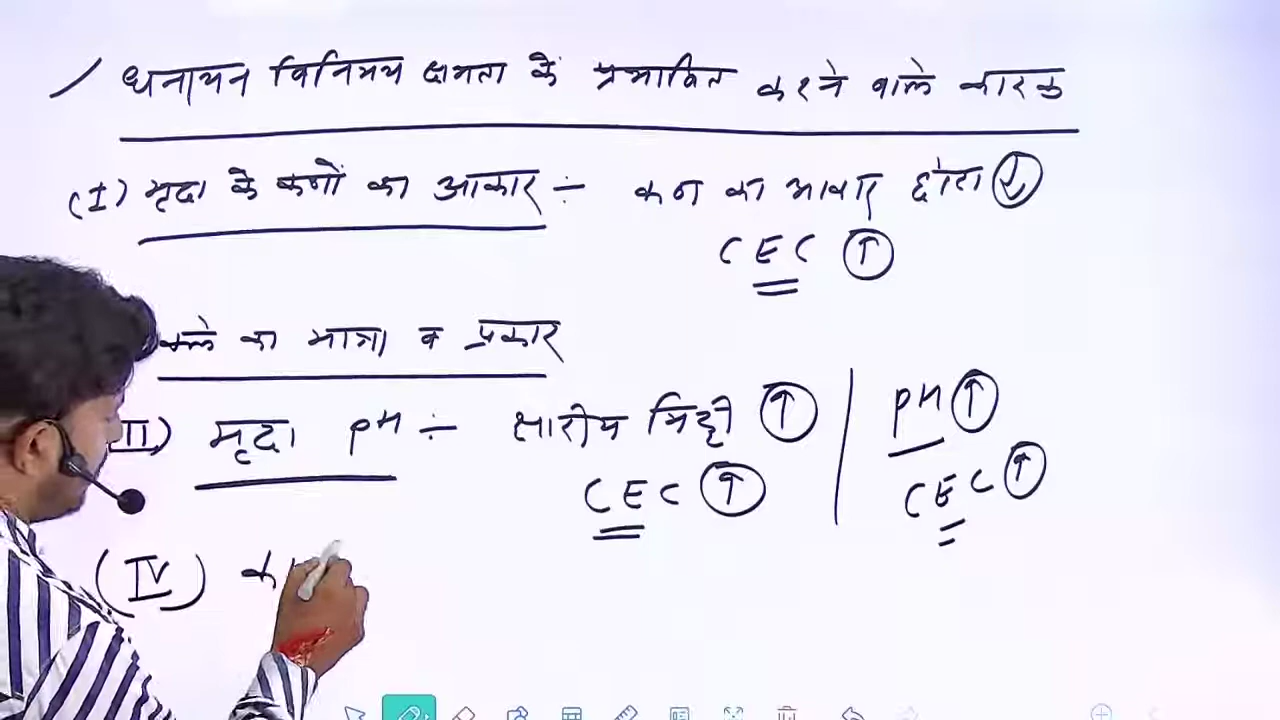 धनायन विनिमय क्षमता के प्रभावित करने वाले कारक
(I) मृदा के कणों का आकार ÷ कण का आकार छोटा ↓
CEC ↑
का मात्रा व प्रकार
II) मृदा pH ÷ क्षारीय मिट्टी ↑
CEC ↑
pH ↑
CEC ↑
(IV) का